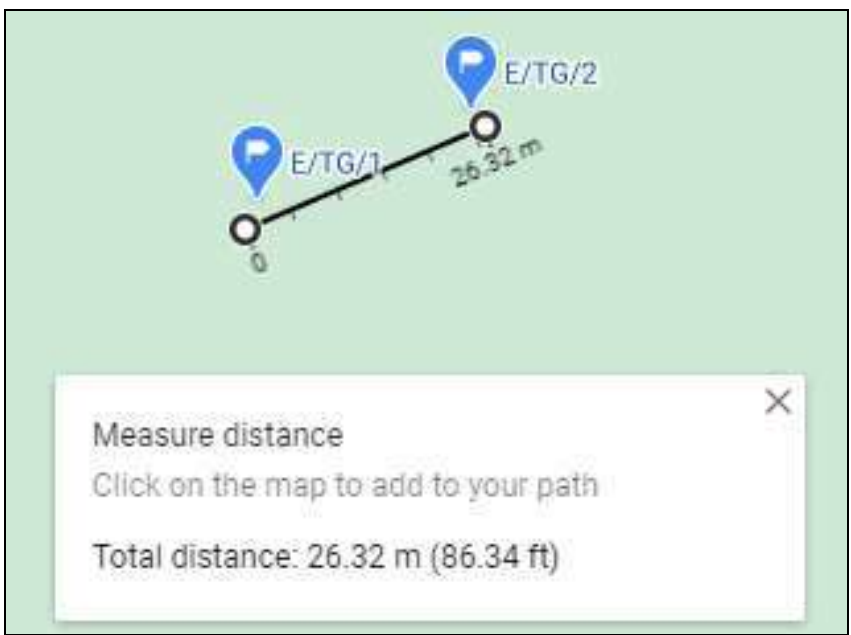 E/TG/2
E/TG/1
26.32 m
0
Measure distance
Click on the map to add to your path
Total distance: 26.32 m (86.34 ft)